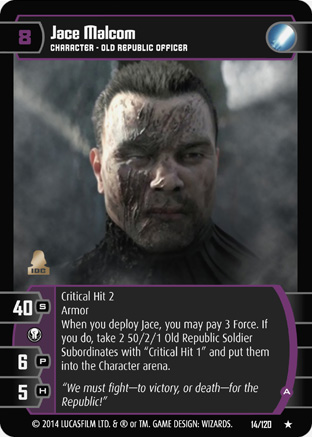 8
Jace Malcom
CHARACTER - OLD REPUBLIC OFFICER
IDC
40 S
6 P
5 H
Critical Hit 2
Armor
When you deploy Jace, you may pay 3 Force. If
you do, take 2 50/2/1 Old Republic Soldier
Subordinates with “Critical Hit 1” and put them
into the Character arena.
“We must fight—to victory, or death—for the
Republic!”
A
© 2014 LUCASFILM LTD. & ® or TM. GAME DESIGN: WIZARDS. 14/120 ★